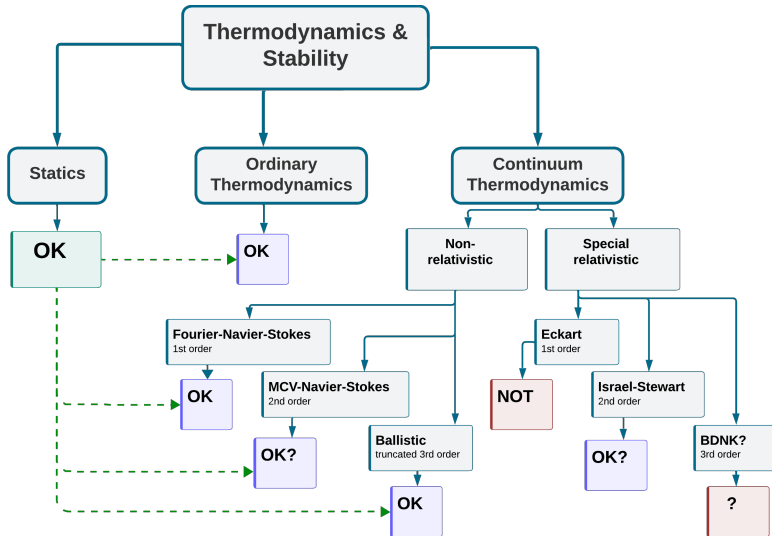 Thermodynamics &
Stability
Statics
Ordinary
Thermodynamics
Continuum
Thermodynamics
OK
OK
Non-
relativistic
Special
relativistic
Fourier-Navier-Stokes
1st order
Eckart
1st order
OK
MCV-Navier-Stokes
2nd order
NOT
Israel-Stewart
2nd order
OK?
Ballistic
truncated 3rd order
OK?
BDNK?
3rd order
OK
?